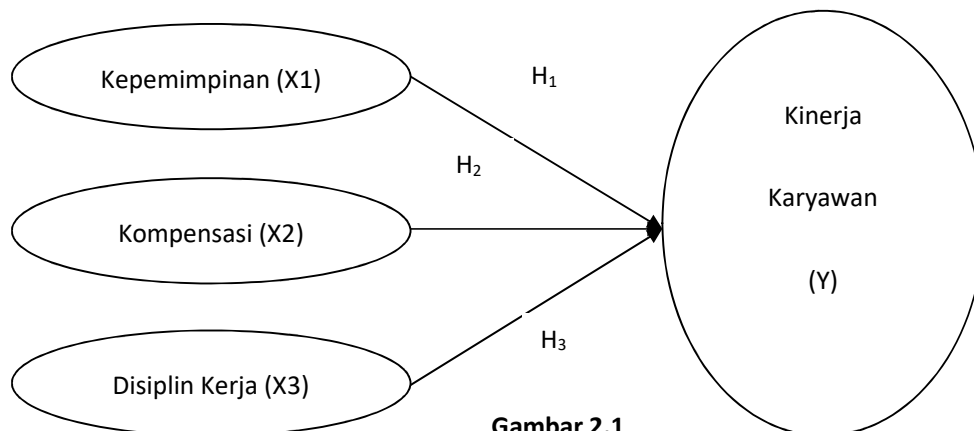 Kepemimpinan (X1)
H₁
Kinerja
H₂
Karyawan
Kompensasi (X2)
(Y)
H₃
Disiplin Kerja (X3)
Gambar 2.1